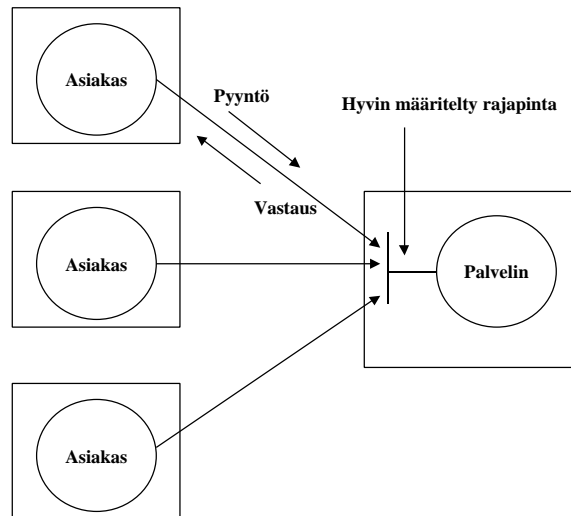 Asiakas
Pyyntö
Hyvin määritelty rajapinta
Vastaus
Asiakas
Palvelin
Asiakas